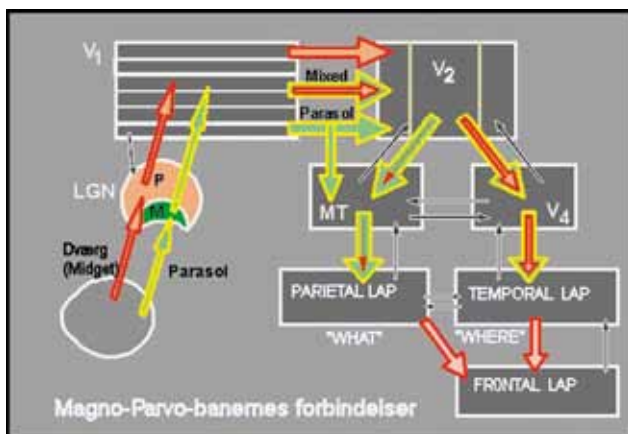 V1
Mixed
Parasol
V2
LGN
P
M
Dværg
(Midget)
Parasol
MT
V4
PARIETAL LAP
TEMPORAL LAP
"WHAT"
"WHERE"
FRONTAL LAP
Magno-Parvo-banernes forbindelser